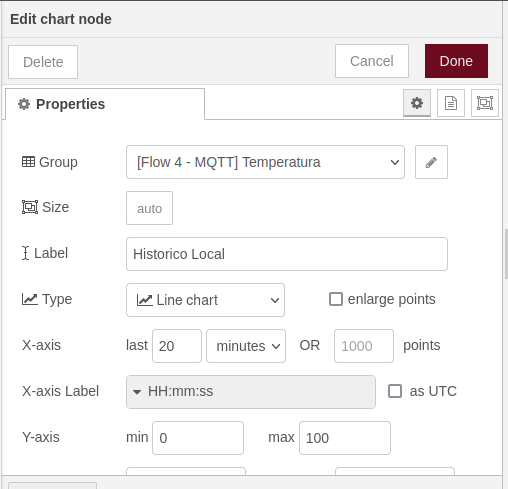 Edit chart node
Delete Cancel Done
Properties
Group [Flow 4 - MQTT] Temperatura
Size auto
Label Historico Local
Type Line chart enlarge points
X-axis last 20 minutes OR 1000 points
X-axis Label HH:mm:ss as UTC
Y-axis min 0 max 100